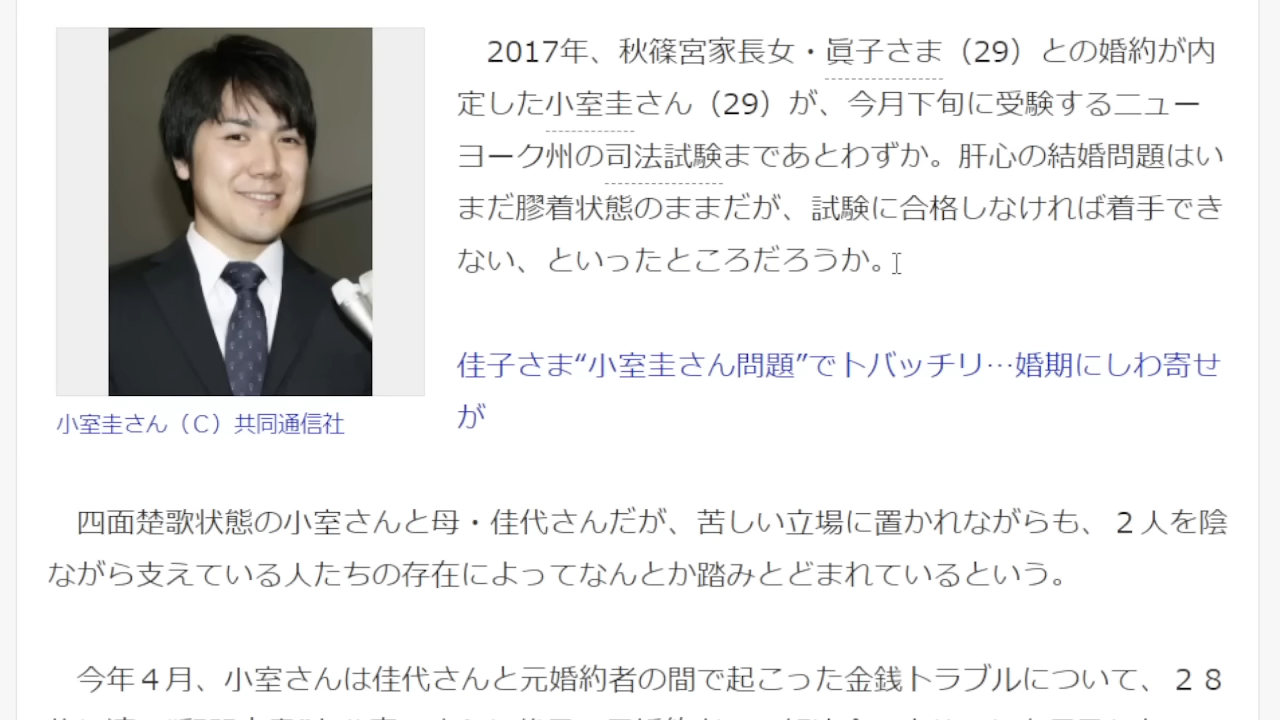 2017年、秋篠宮家長女・眞子さま（29）との婚約が内
定した小室圭さん（29）が、今月下旬に受験するニュー
ヨーク州の司法試験まであとわずか。肝心の結婚問題はい
まだ膠着状態のままだが、試験に合格しなければ着手でき
ない、といったところだろうか。
佳子さま“小室圭さん問題”でトバッチリ…婚期にしわ寄せ
が
小室圭さん（Ｃ）共同通信社
四面楚歌状態の小室さんと母・佳代さんだが、苦しい立場に置かれながらも、２人を陰
ながら支えている人たちの存在によってなんとか踏みとどまれているという。
今年４月、小室さんは佳代さんと元婚約者の間で起こった金銭トラブルについて、２８